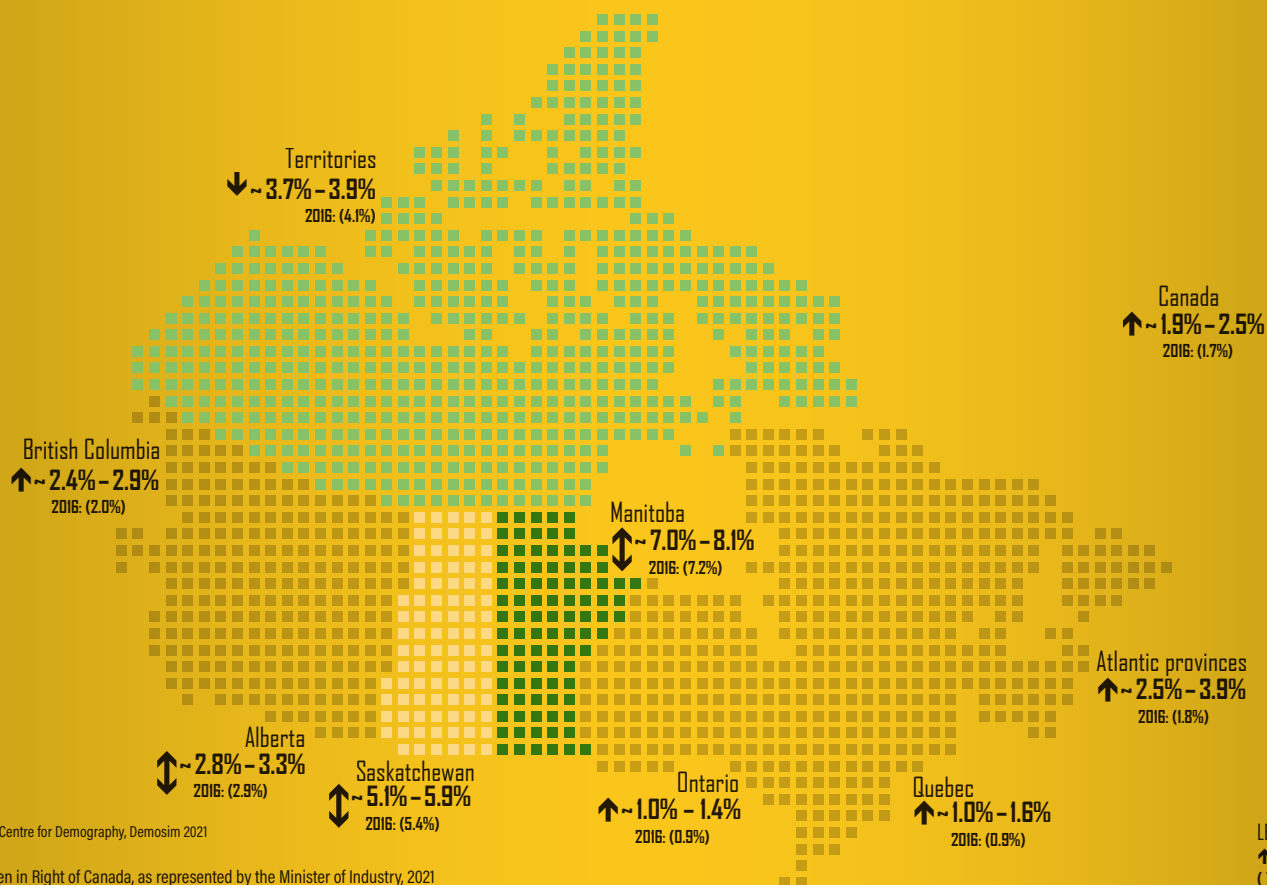 Territories
↓ ~ 3.7% – 3.9%
2016: (4.1%)
Canada
↑ ~ 1.9% – 2.5%
2016: (1.7%)
British Columbia
↑ ~ 2.4% – 2.9%
2016: (2.0%)
Manitoba
↕ ~ 7.0% – 8.1%
2016: (7.2%)
Atlantic provinces
↑ ~ 2.5% – 3.9%
2016: (1.8%)
Alberta
↕ ~ 2.8% – 3.3%
2016: (2.9%)
Saskatchewan
↕ ~ 5.1% – 5.9%
2016: (5.4%)
Ontario
↑ ~ 1.0% – 1.4%
2016: (0.9%)
Quebec
↑ ~ 1.0% – 1.6%
2016: (0.9%)
Centre for Demography, Demosim 2021
en in Right of Canada, as represented by the Minister of Industry, 2021